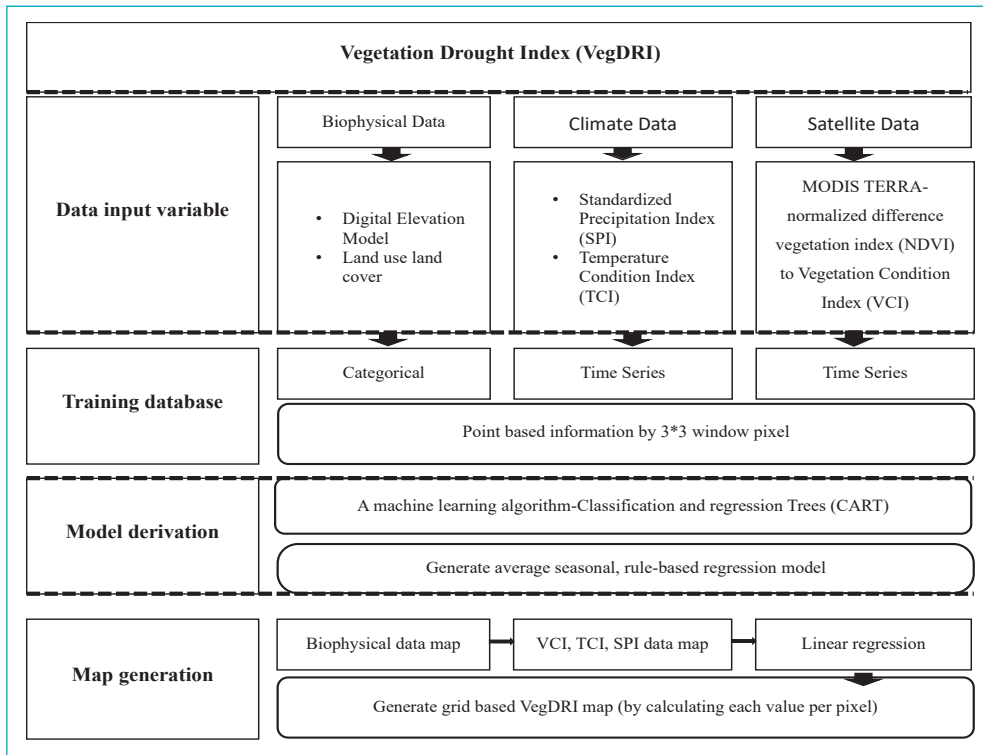 Vegetation Drought Index (VegDRI)
Data input variable
Biophysical Data
Climate Data
Satellite Data
• Digital Elevation
Model
• Land use land
cover
• Standardized
Precipitation Index
(SPI)
• Temperature
Condition Index
(TCI)
MODIS TERRA-
normalized difference
vegetation index (NDVI)
to Vegetation Condition
Index (VCI)
Training database
Categorical
Time Series
Time Series
Point based information by 3*3 window pixel
Model derivation
A machine learning algorithm-Classification and regression Trees (CART)
Generate average seasonal, rule-based regression model
Map generation
Biophysical data map
VCI, TCI, SPI data map
Linear regression
Generate grid based VegDRI map (by calculating each value per pixel)